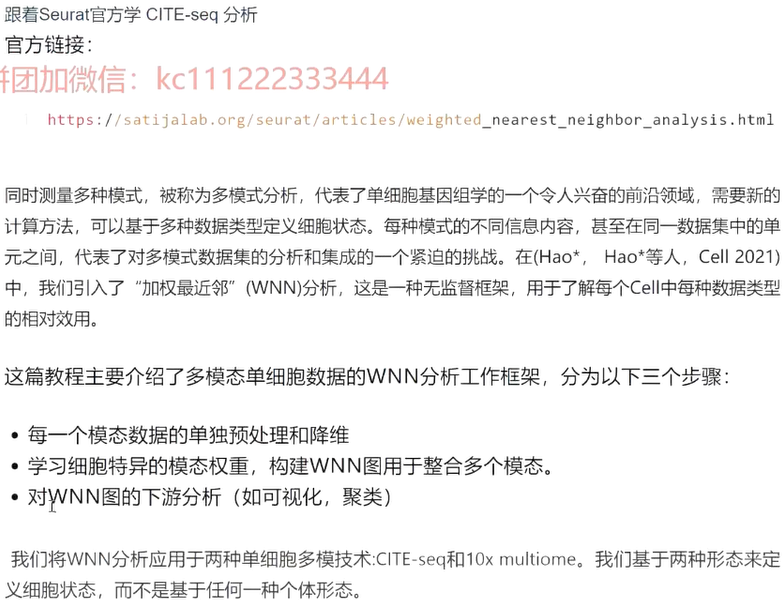 跟着Seurat官方学 CITE-seq 分析
官方链接：
拼团加微信：kc111222333444
https://satijalab.org/seurat/articles/weighted_nearest_neighbor_analysis.html
同时测量多种模式，被称为多模式分析，代表了单细胞基因组学的一个令人兴奋的前沿领域，需要新的
计算方法，可以基于多种数据类型定义细胞状态。每种模式的不同信息内容，甚至在同一数据集中的单
元之间，代表了对多模式数据集的分析和集成的一个紧迫的挑战。在(Hao*， Hao*等人，Cell 2021)
中，我们引入了“加权最近邻”(WNN)分析，这是一种无监督框架，用于了解每个Cell中每种数据类型
的相对效用。
这篇教程主要介绍了多模态单细胞数据的WNN分析工作框架，分为以下三个步骤：
• 每一个模态数据的单独预处理和降维
• 学习细胞特异的模态权重，构建WNN图用于整合多个模态。
• 对WNN图的下游分析（如可视化，聚类）
我们将WNN分析应用于两种单细胞多模技术:CITE-seq和10x multiome。我们基于两种形态来定
义细胞状态，而不是基于任何一种个体形态。